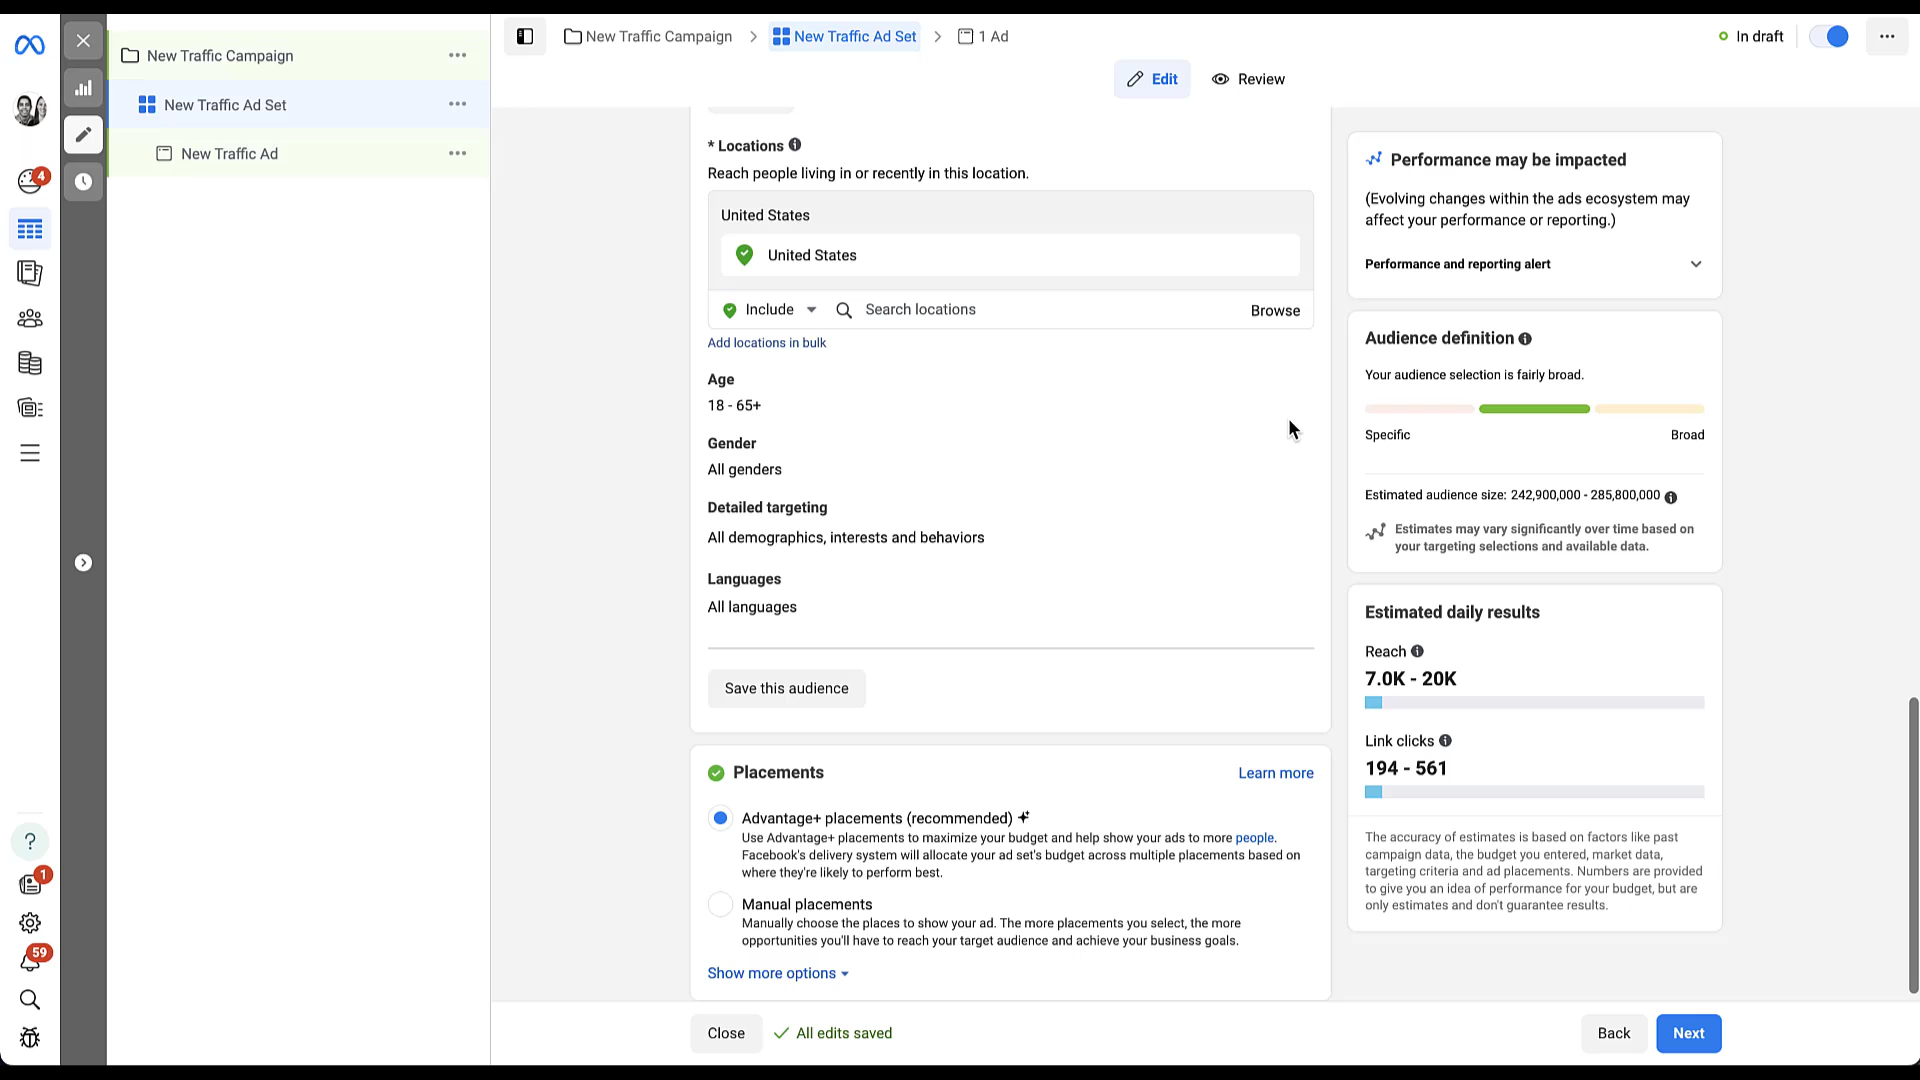 New Traffic Campaign
New Traffic Ad Set
New Traffic Ad
4
1
59
New Traffic Campaign
New Traffic Ad Set
1 Ad
In draft
Edit
Review
* Locations
Reach people living in or recently in this location.
United States
United States
Include
Search locations
Browse
Add locations in bulk
Age
18 - 65+
Gender
All genders
Detailed targeting
All demographics, interests and behaviors
Languages
All languages
Save this audience
Placements
Learn more
Advantage+ placements (recommended)
Use Advantage+ placements to maximize your budget and help show your ads to more people.
Facebook's delivery system will allocate your ad set's budget across multiple placements based on
where they're likely to perform best.
Manual placements
Manually choose the places to show your ad. The more placements you select, the more
opportunities you'll have to reach your target audience and achieve your business goals.
Show more options
Performance may be impacted
(Evolving changes within the ads ecosystem may
affect your performance or reporting.)
Performance and reporting alert
Audience definition
Your audience selection is fairly broad.
Specific
Broad
Estimated audience size: 242,900,000 - 285,800,000
Estimates may vary significantly over time based on
your targeting selections and available data.
Estimated daily results
Reach
7.0K - 20K
Link clicks
194 - 561
The accuracy of estimates is based on factors like past
campaign data, the budget you entered, market data,
targeting criteria and ad placements. Numbers are provided
to give you an idea of performance for your budget, but are
only estimates and don't guarantee results.
Close
All edits saved
Back
Next